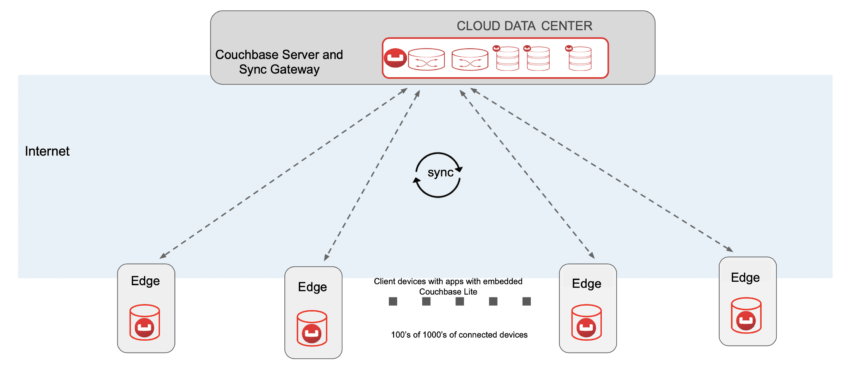 CLOUD DATA CENTER
Couchbase Server and
Sync Gateway
Internet
sync
Edge
Edge
Client devices with apps with embedded
Couchbase Lite
100's of 1000's of connected devices
Edge
Edge